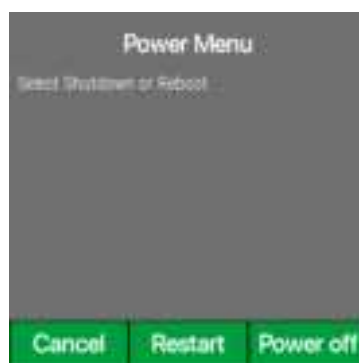 Power Menu
Select Shutdown or Reboot
Cancel
Restart
Power off